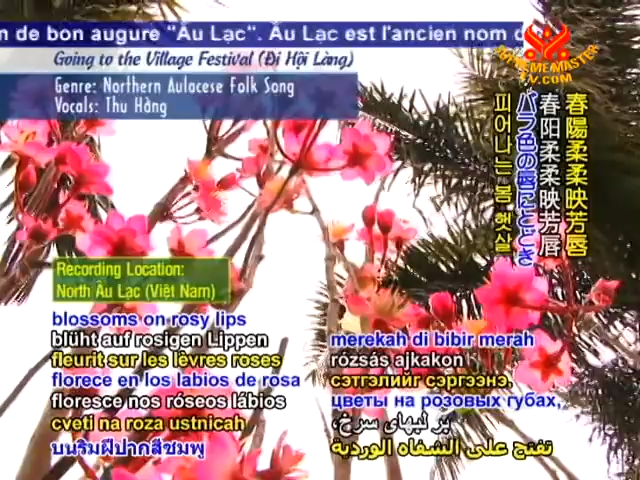 n de bon augure "Âu Lạc". Âu Lạc est l'ancien nom d
Going to the Village Festival (Đi Hội Làng)
Genre: Northern Aulacese Folk Song
Vocals: Thu Hằng
SUPREME MASTER
TV.COM
春陽柔柔映芳唇
春阳柔柔映芳唇
バラ色の唇にとどき
피어나는 봄 햇살
Recording Location:
North Âu Lạc (Việt Nam)
blossoms on rosy lips
blüht auf rosigen Lippen
fleurit sur les lèvres roses
florece en los labios de rosa
floresce nos róseos lábios
cveti na roza ustnicah
บนริมฝีปากสีชมพู
merekah di bibir merah
rózsás ajkakon
сэтгэлийг сэргээнэ,
цветы на розовых губах,
بر لبهای سرخ،
تفتح على الشفاه الوردية